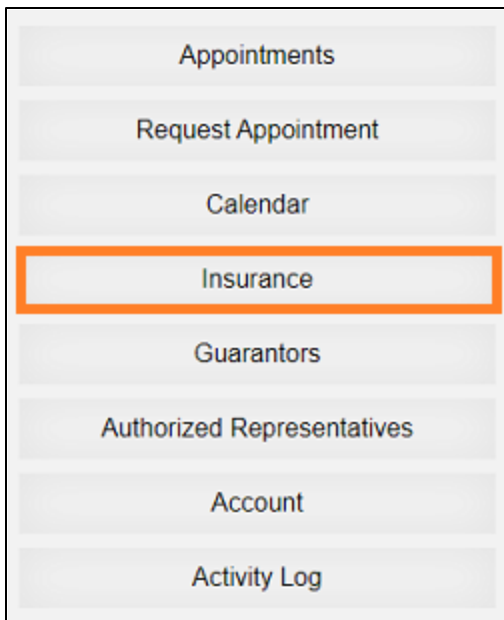 Appointments
Request Appointment
Calendar
Insurance
Guarantors
Authorized Representatives
Account
Activity Log